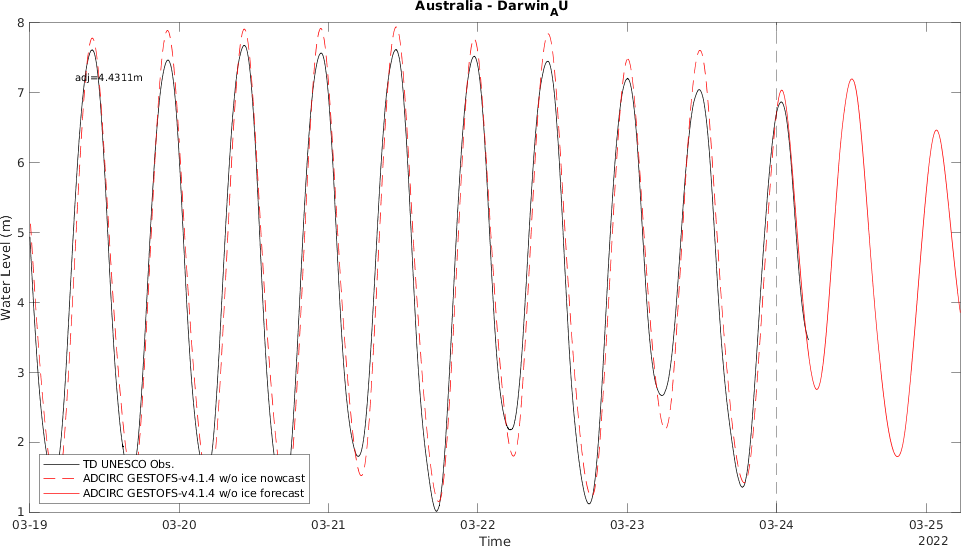 Australia - DarwinAU
8
7
6
5
4
3
2
1
Water Level (m)
adj=4.4311m
TD UNESCO Obs.
ADCIRC GESTOFS-v4.1.4 w/o ice nowcast
ADCIRC GESTOFS-v4.1.4 w/o ice forecast
03-19 03-20 03-21 03-22 03-23 03-24 03-25
Time
2022